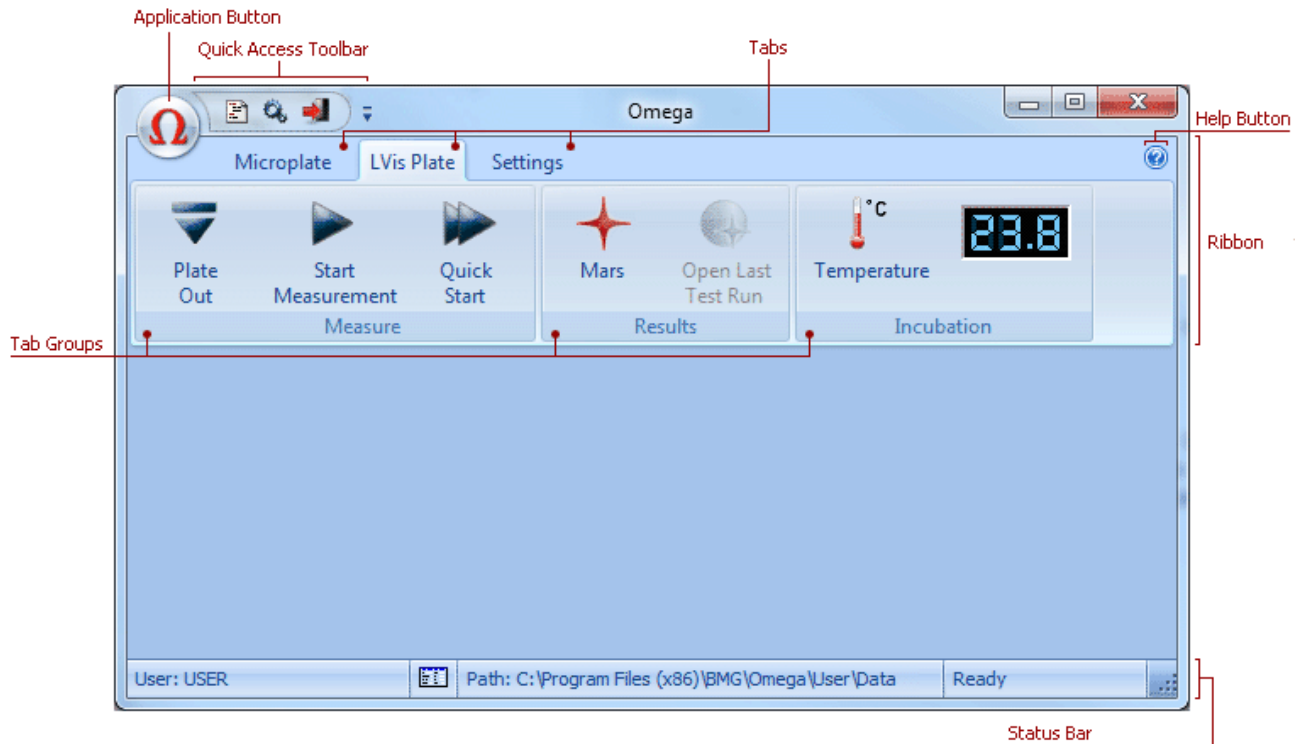 Application Button
Quick Access Toolbar
Tabs
Ω
Omega
Help Button
Microplate
LVis Plate
Settings
?
Ribbon
°C
23.8
Plate
Out
Start
Measurement
Quick
Start
Mars
Open Last
Test Run
Temperature
Measure
Results
Incubation
Tab Groups
User: USER
Path: C:\Program Files (x86)\BMG\Omega\User\Data
Ready
Status Bar